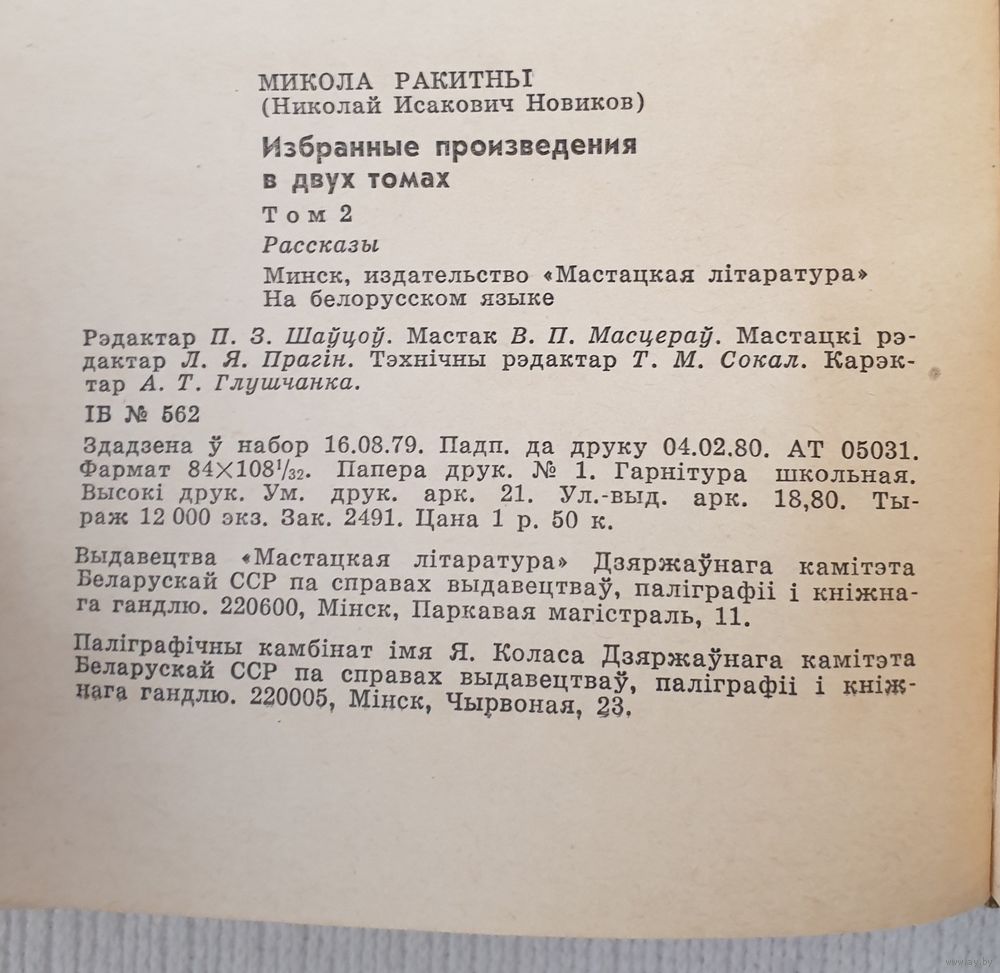 МИКОЛА РАКИТНЫ
(Николай Исакович Новиков)
Избранные произведения
в двух томах
Том 2
Рассказы
Минск, издательство «Мастацкая літаратура»
На белорусском языке
Рэдактар П. З. Шаўцоў. Мастак В. П. Масцераў. Мастацкі рэ-
дактар Л. Я. Прагін. Тэхнічны рэдактар Т. М. Сокал. Карэк-
тар А. Т. Глушчанка.
ІБ № 562
Здадзена ў набор 16.08.79. Падп. да друку 04.02.80. АТ 05031.
Фармат 84×108¹/₃₂. Папера друк. № 1. Гарнітура школьная.
Высокі друк. Ум. друк. арк. 21. Ул.-выд. арк. 18,80. Ты-
раж 12 000 экз. Зак. 2491. Цана 1 р. 50 к.
Выдавецтва «Мастацкая літаратура» Дзяржаўнага камітэта
Беларускай ССР па справах выдавецтваў, паліграфіі і кніжна-
га гандлю. 220600, Мінск, Паркавая магістраль, 11.
Паліграфічны камбінат імя Я. Коласа Дзяржаўнага камітэта
Беларускай ССР па справах выдавецтваў, паліграфіі і кніж-
нага гандлю. 220005, Мінск, Чырвоная, 23.
www.ay.by